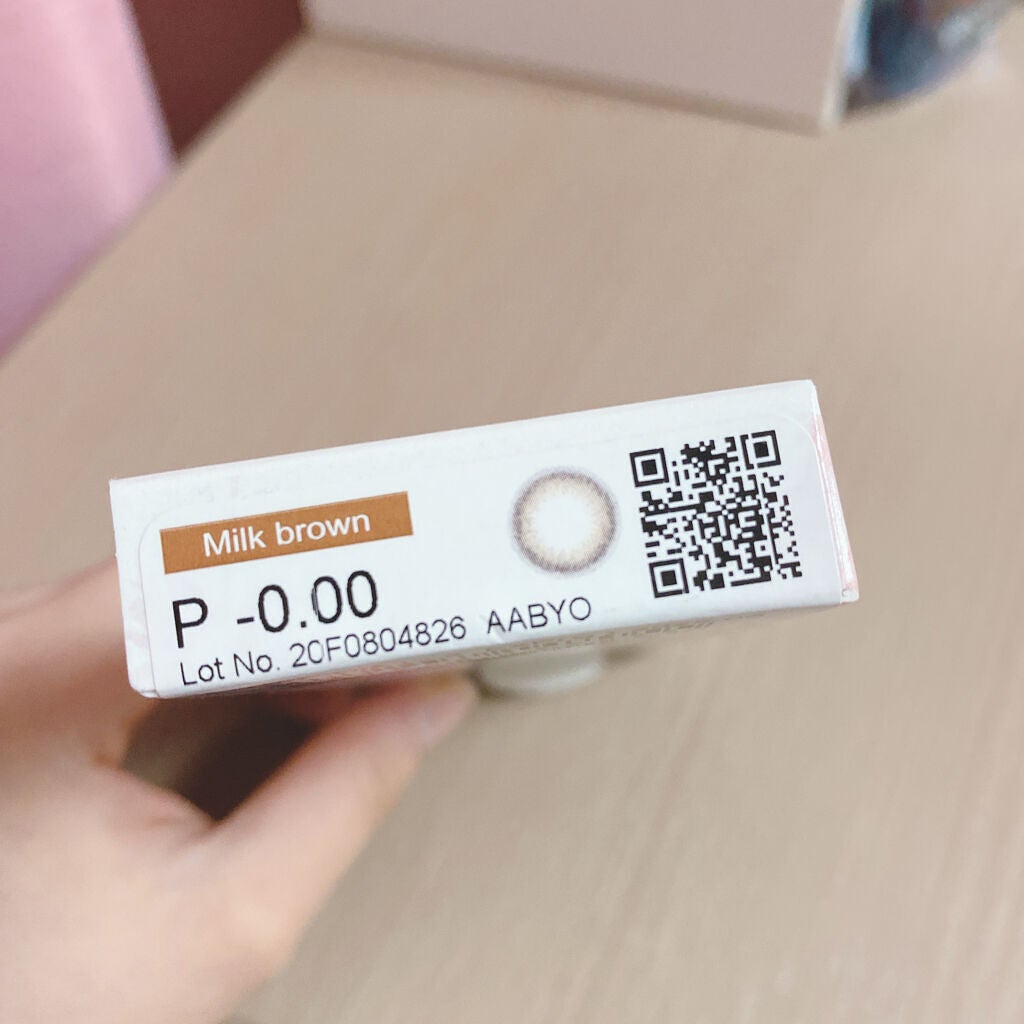 Milk brown
P -0.00
Lot No. 20F0804826 AABYO